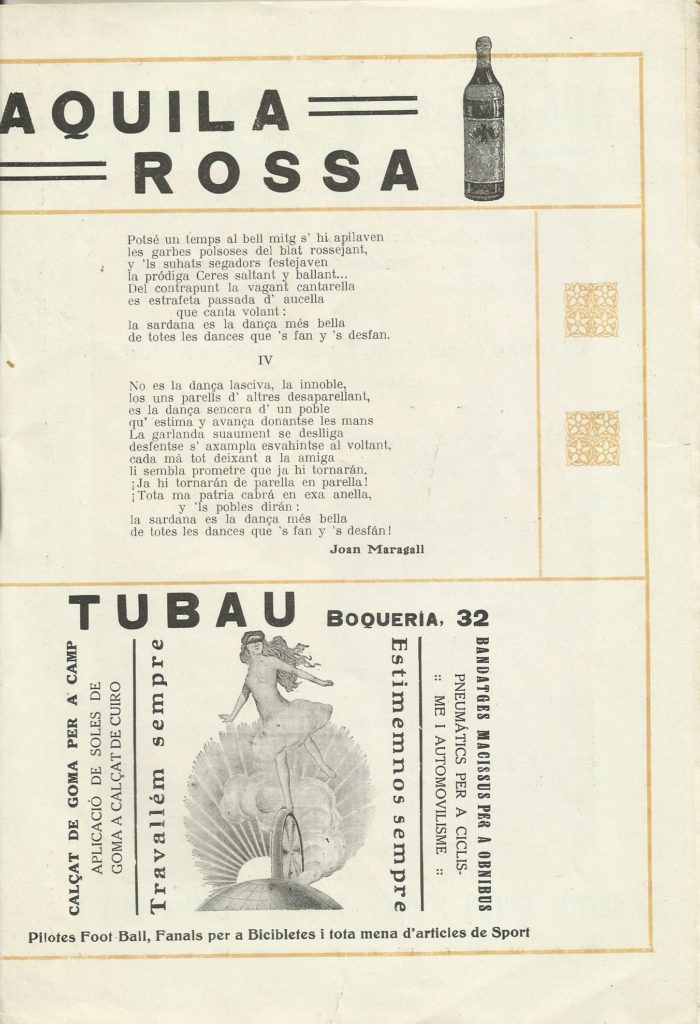 AQUILA
ROSSA
Potsé un temps al bell mitg s' hi apilaven
les garbes polsoses del blat rossejant,
y 'ls suhats segadors festejaven
la pródiga Ceres saltant y ballant...
Del contrapunt la vagant cantarella
es estrafeta passada d' aucella
que canta volant:
la sardana es la dança més bella
de totes les dances que 's fan y 's desfan.
IV
No es la dança lasciva, la innoble,
los uns parells d' altres desaparellant,
es la dança sencera d' un poble
qu' estima y avança donantse les mans
La garlanda suaument se deslliga
desfentse s' axampla esvahintse al voltant,
cada má tot deixant a la amiga
li sembla prometre que ja hi tornarán.
¡Ja hi tornarán de parella en parella!
¡Tota ma patria cabrá en exa anella,
y 'ls pobles dirán:
la sardana es la dança més bella
de totes les dances que 's fan y 's desfán!
Joan Maragall
TUBAU BOQUERÍA, 32
CALÇAT DE GOMA PER A CAMP
APLICACIÓ DE SOLES DE
GOMA A CALÇAT DE CUIRO
Travallém sempre
Estimemnos sempre
BANDATGES MACISSUS PER A OBNIBUS
PNEUMÁTICS PER A CICLIS-
:: ME I AUTOMOVILISME ::
Pilotes Foot Ball, Fanals per a Bicibletes i tota mena d'articles de Sport